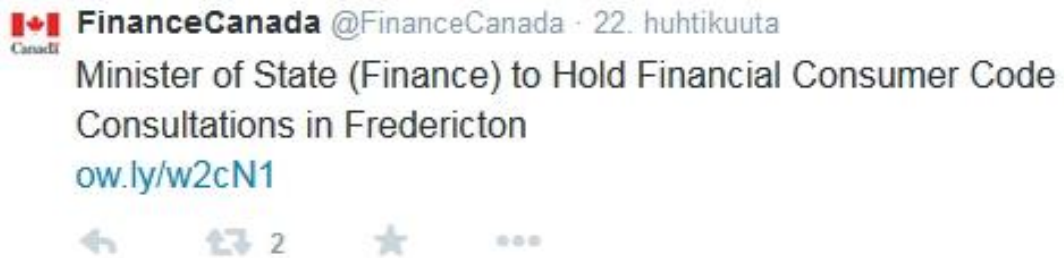 FinanceCanada @FinanceCanada · 22. huhtikuuta
Canada
Minister of State (Finance) to Hold Financial Consumer Code
Consultations in Fredericton
ow.ly/w2cN1
2